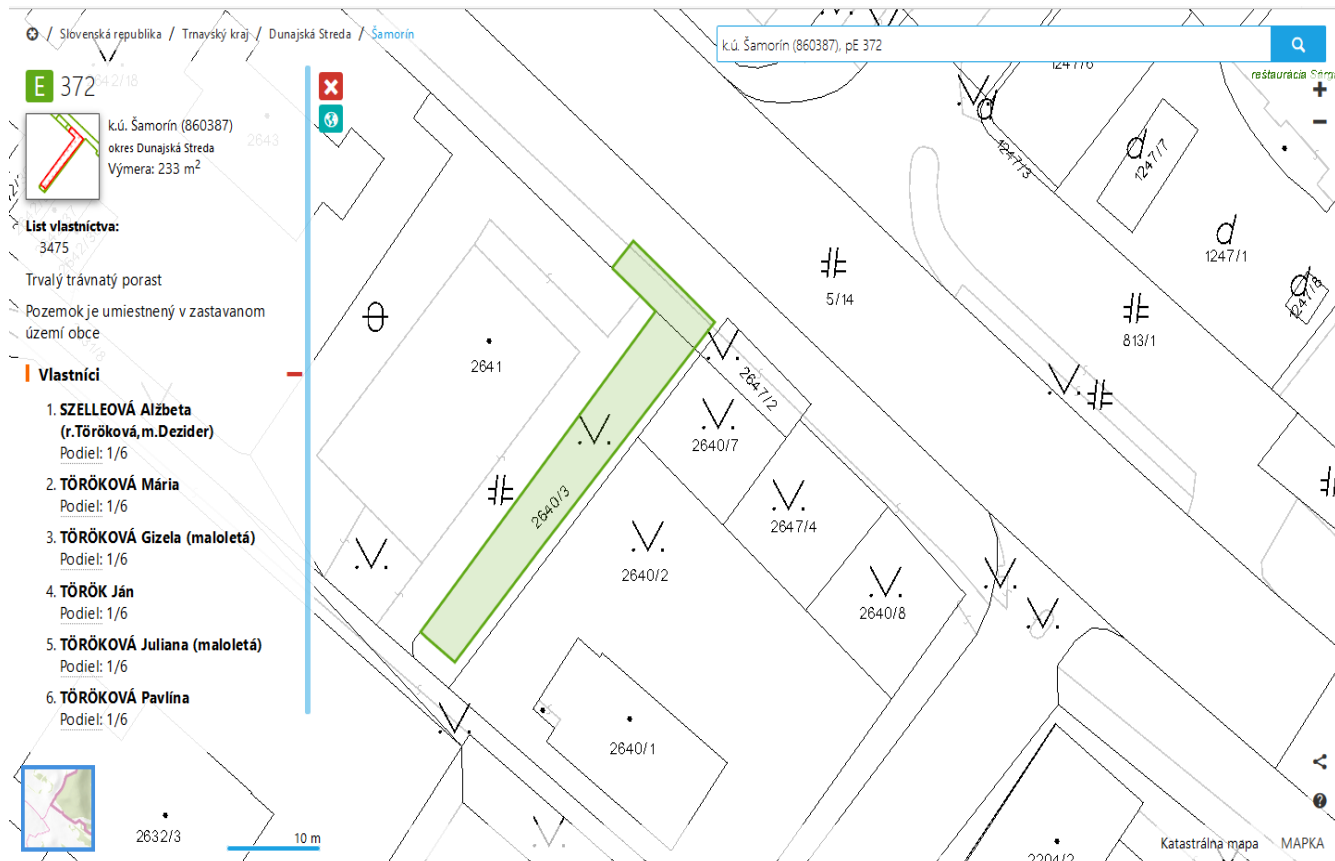 / Slovenská republika / Trnavský kraj / Dunajská Streda / Šamorín
k.ú. Šamorín (860387), pE 372
E 372
k.ú. Šamorín (860387)
okres Dunajská Streda
Výmera: 233 m²
List vlastníctva:
3475
Trvalý trávnatý porast
Pozemok je umiestnený v zastavanom
území obce
Vlastníci
1. SZELLEOVÁ Alžbeta
(r.Töröková,m.Dezider)
Podiel: 1/6
2. TÖRÖKOVÁ Mária
Podiel: 1/6
3. TÖRÖKOVÁ Gizela (maloletá)
Podiel: 1/6
4. TÖRÖK Ján
Podiel: 1/6
5. TÖRÖKOVÁ Juliana (maloletá)
Podiel: 1/6
6. TÖRÖKOVÁ Pavlína
Podiel: 1/6
2643
1247/6
reštaurácia
1247/3
1247/7
1247/1
1247/8
5/14
813/1
2641
2647/2
2640/7
2640/3
2647/4
2640/2
2640/8
2640/1
2632/3
10 m
2204/2
Katastrálna mapa MAPKA